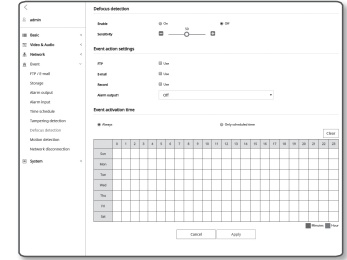 admin
Basic
Video & Audio
Network
Event
FTP / E-mail
Storage
Alarm output
Alarm input
Time schedule
Tampering detection
Defocus detection
Motion detection
Network disconnection
System
Defocus detection
Enable
On
Off
Sensitivity
50
Event action settings
FTP
Use
E-mail
Use
Record
Use
Alarm output1
Off
Event activation time
Always
Only scheduled time
Clear
0 1 2 3 4 5 6 7 8 9 10 11 12 13 14 15 16 17 18 19 20 21 22 23
Sun
Mon
Tue
Wed
Thu
Fri
Sat
Minutes
Hour
Cancel
Apply